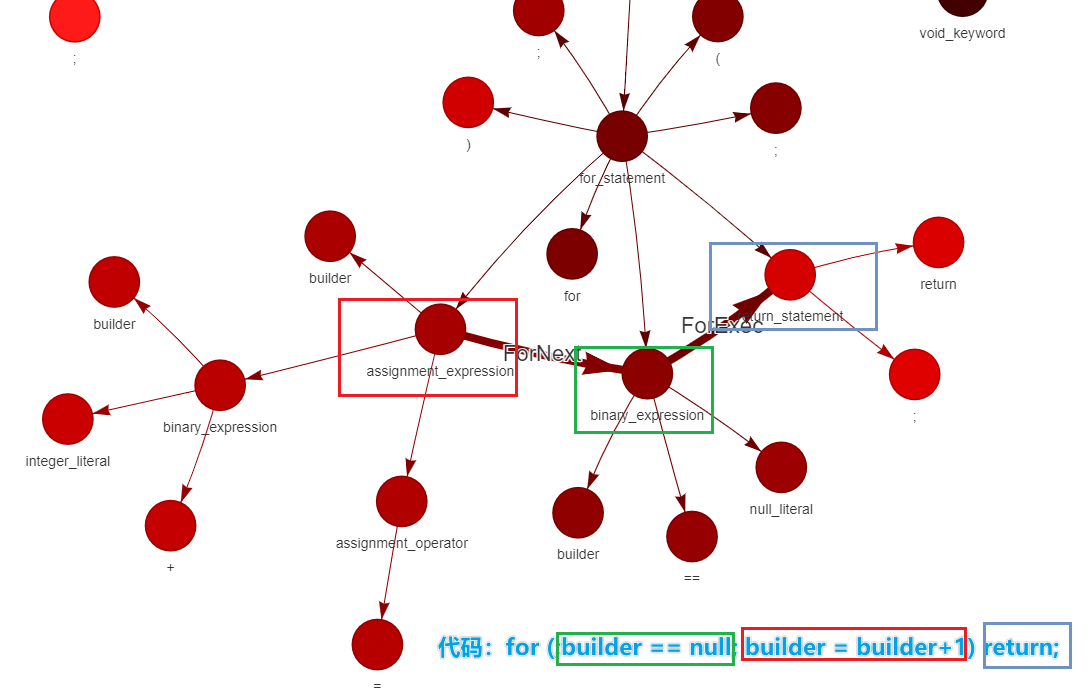 void_keyword
;
;
(
)
;
for_statement
builder
for
return
builder
ForExec
turn_statement
ForNext
assignment_expression
binary_expression
;
binary_expression
integer_literal
null_literal
assignment_operator
builder
+
==
代码：for (;builder == null; builder = builder+1) return;
=